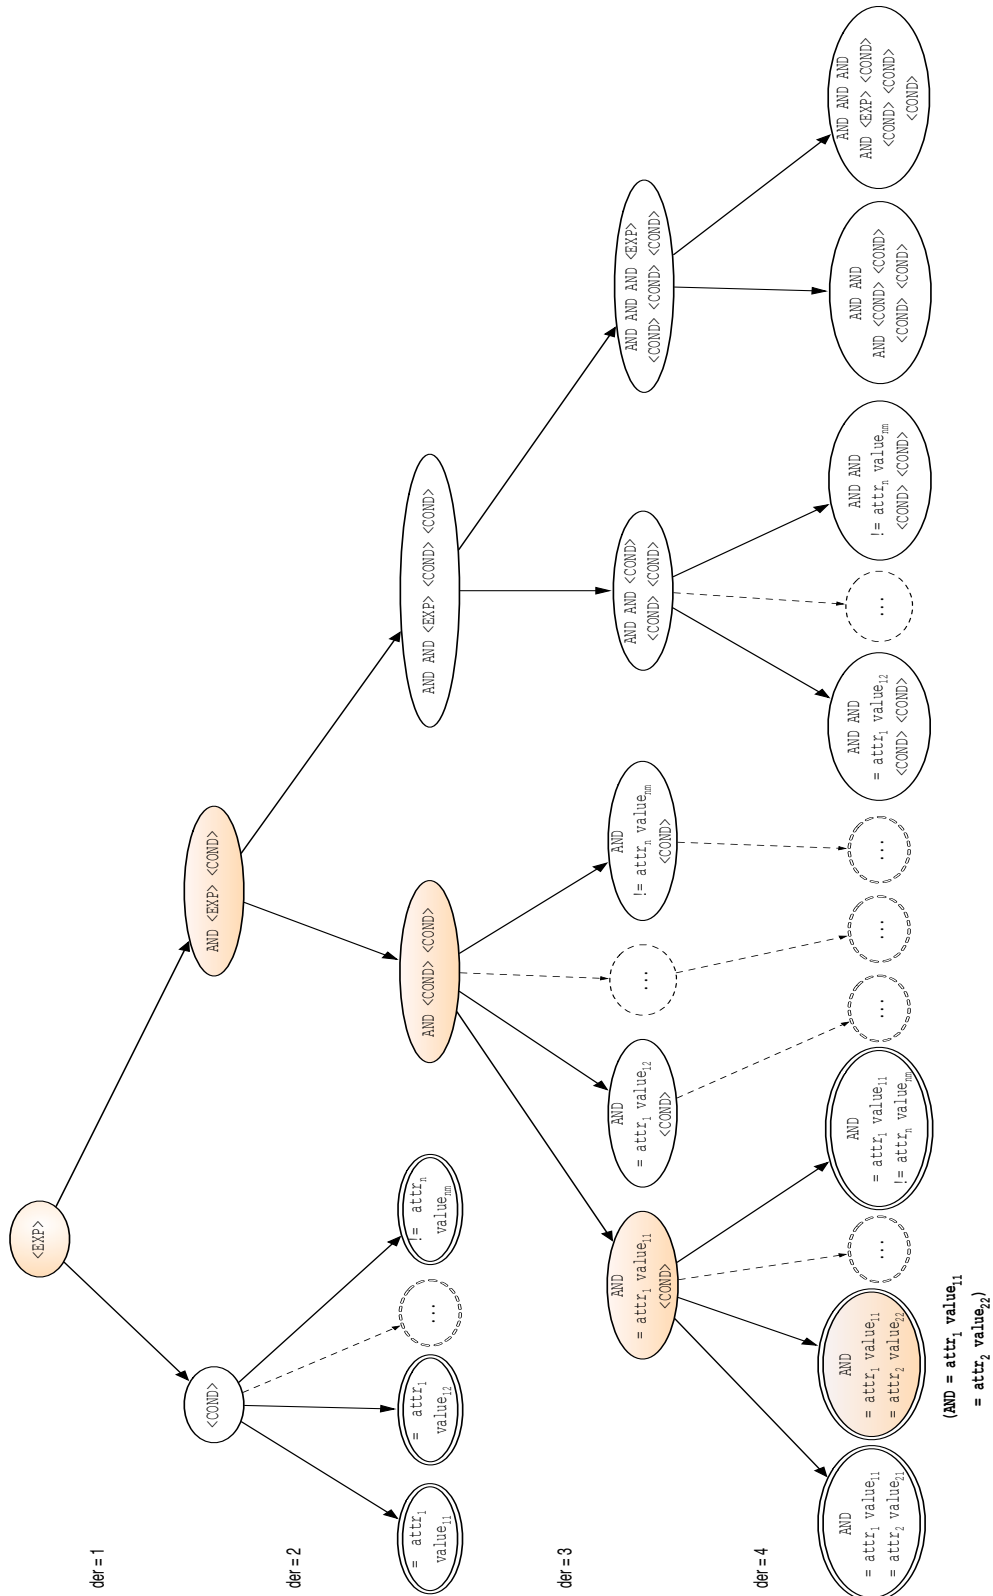 <EXP>
der = 1
<COND>
AND <EXP> <COND>
der = 2
= attr1
value11
= attr1
value12
...
!= attrn
valuenm
AND <COND> <COND>
AND AND <EXP> <COND> <COND>
der = 3
AND
= attr1 value11
<COND>
AND
= attr1 value12
<COND>
...
AND
!= attrn valuenm
<COND>
AND AND <COND>
<COND> <COND>
AND AND AND <EXP>
<COND> <COND> <COND>
der = 4
AND
= attr1 value11
= attr2 value21
AND
= attr1 value11
= attr2 value22
...
AND
= attr1 value11
!= attrn valuenm
...
...
...
AND AND
= attr1 value12
<COND> <COND>
...
AND AND
!= attrn valuenm
<COND> <COND>
AND AND
AND <COND> <COND>
<COND> <COND>
AND AND AND
AND <EXP> <COND>
<COND> <COND>
<COND>
(AND = attr1 value11
= attr2 value22)